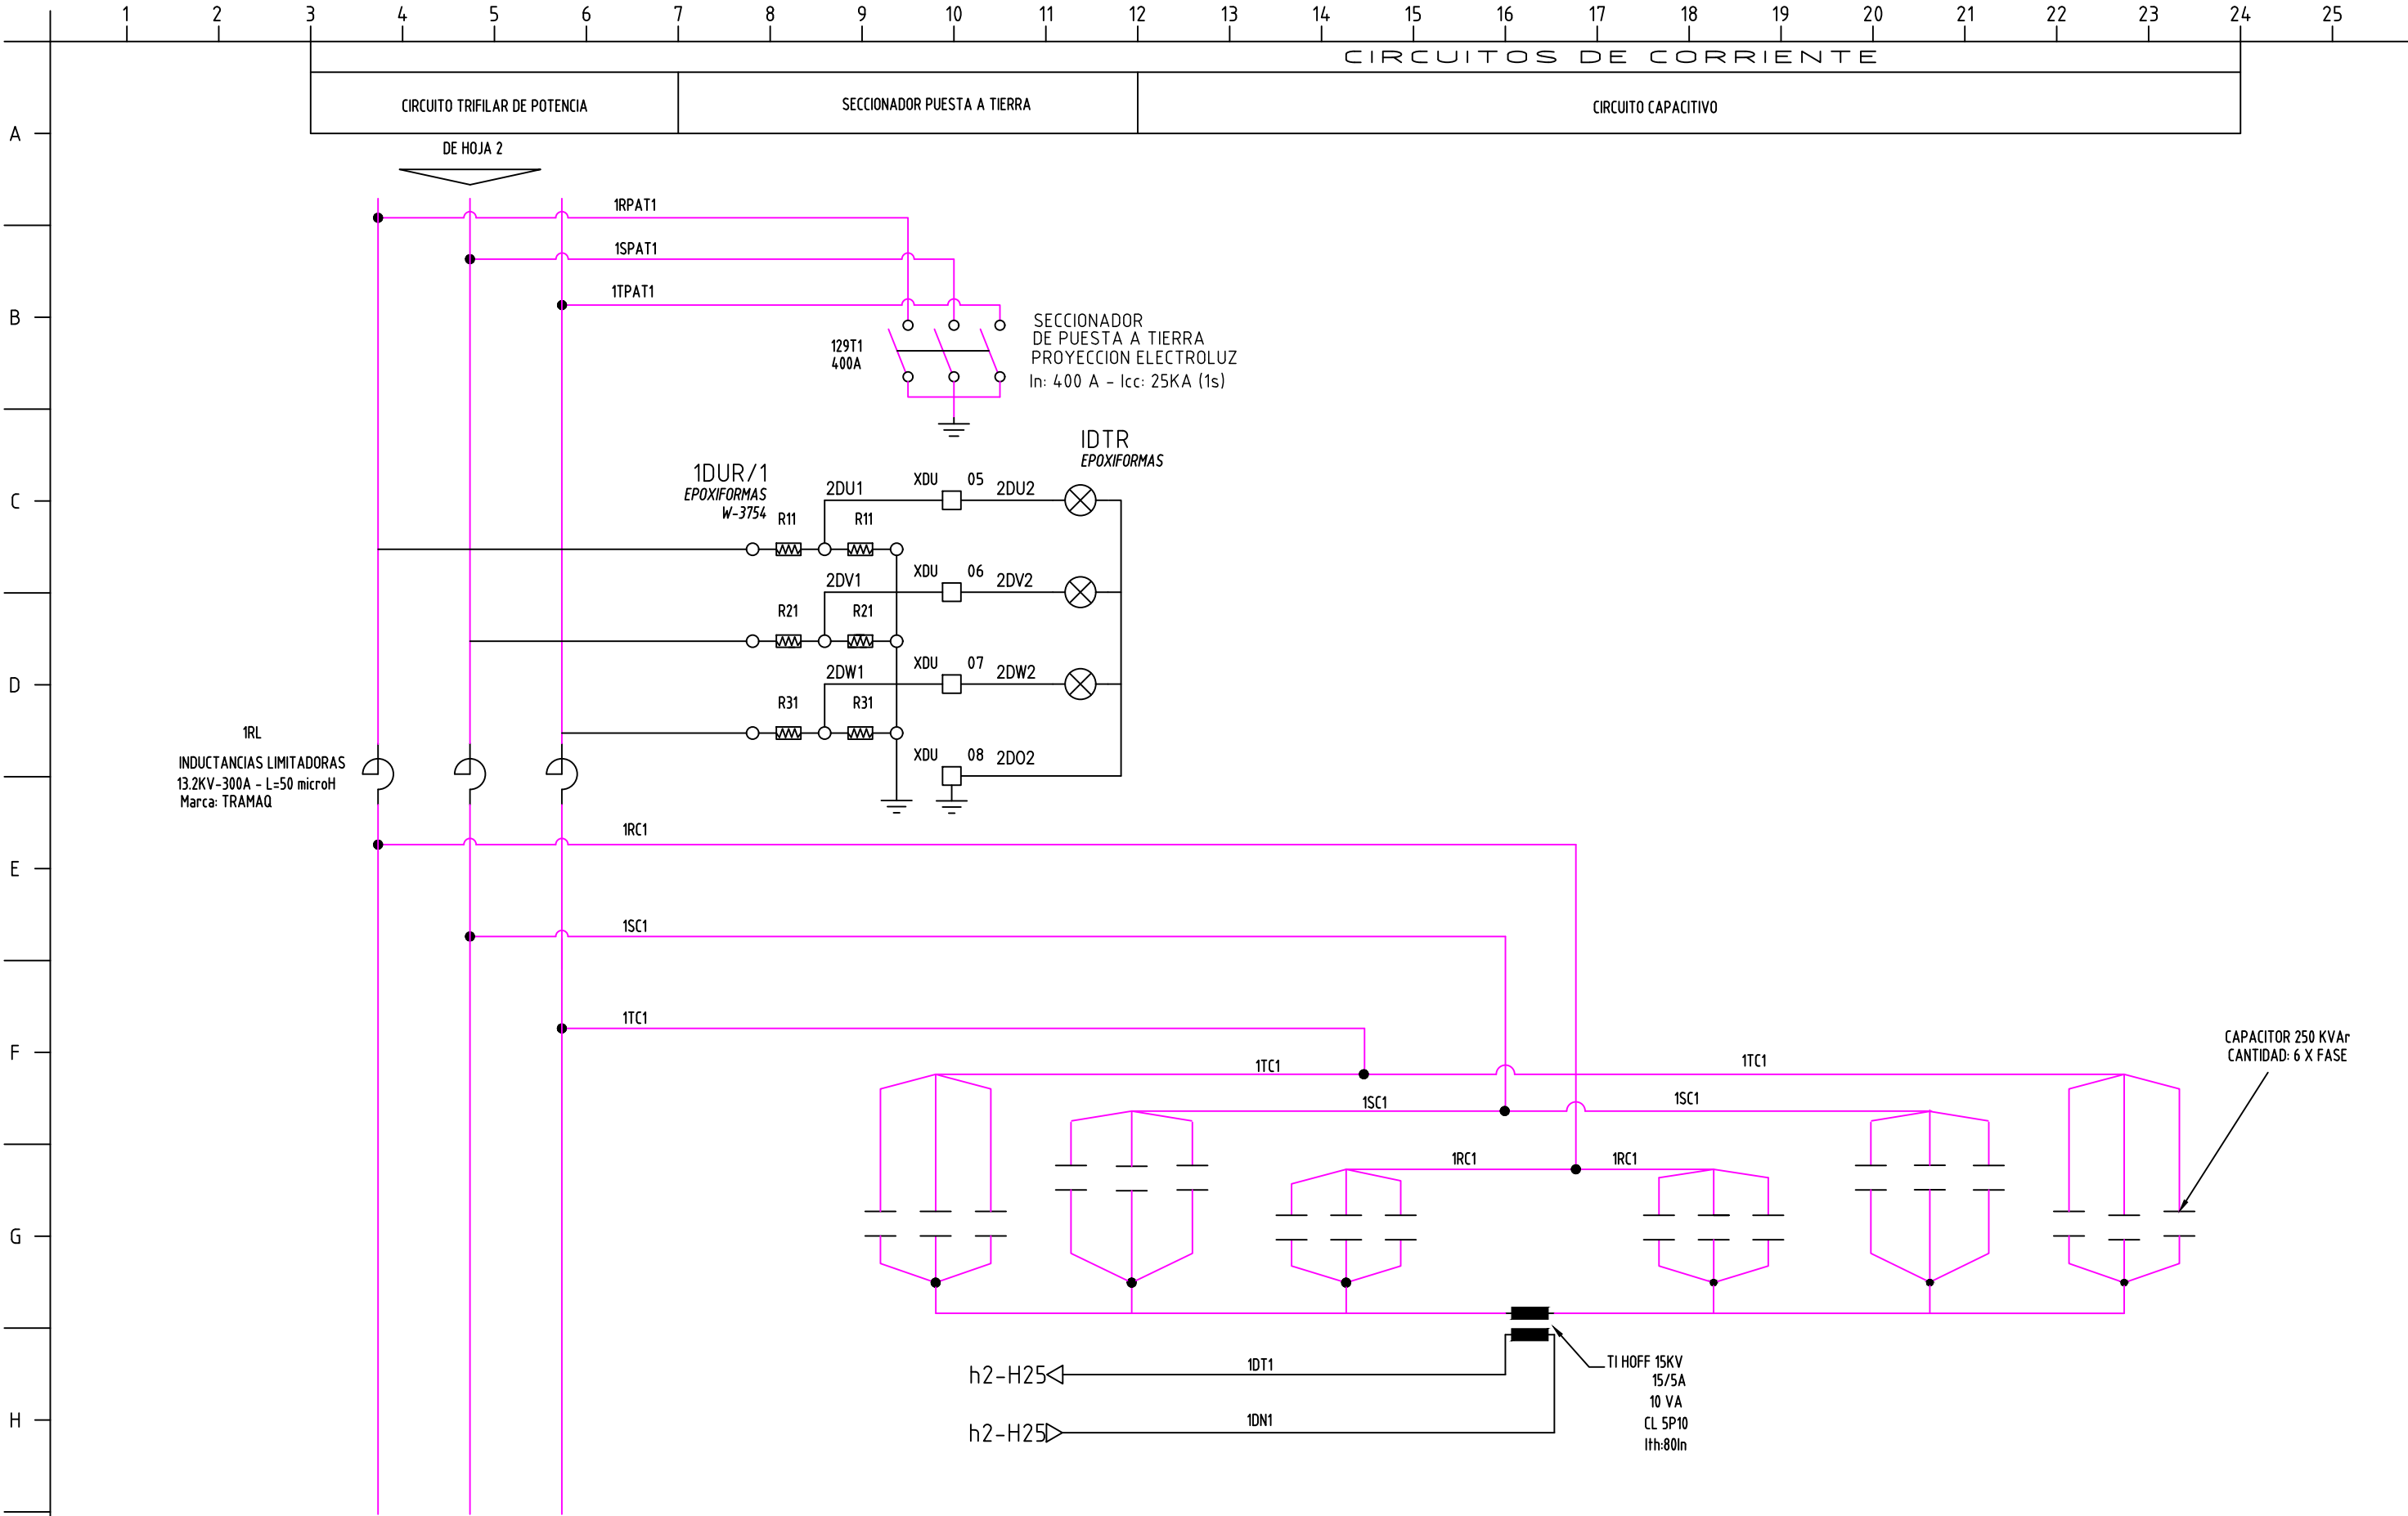 1 2 3 4 5 6 7 8 9 10 11 12 13 14 15 16 17 18 19 20 21 22 23 24 25
CIRCUITOS DE CORRIENTE
CIRCUITO TRIFILAR DE POTENCIA
SECCIONADOR PUESTA A TIERRA
CIRCUITO CAPACITIVO
A
DE HOJA 2
1RPAT1
1SPAT1
1TPAT1
B
129T1
400A
SECCIONADOR
DE PUESTA A TIERRA
PROYECCION ELECTROLUZ
In: 400 A - Icc: 25KA (1s)
IDTR
EPOXIFORMAS
1DUR/1
EPOXIFORMAS
W-3754
C
2DU1
XDU 05
2DU2
R11
R11
2DV1
XDU 06
2DV2
R21
R21
D
2DW1
XDU 07
2DW2
R31
R31
XDU 08
2DO2
1RL
INDUCTANCIAS LIMITADORAS
13.2KV-300A - L=50 microH
Marca: TRAMAQ
1RC1
E
1SC1
1TC1
F
CAPACITOR 250 KVAr
CANTIDAD: 6 X FASE
1TC1
1TC1
1SC1
1SC1
1RC1
1RC1
G
h2-H25
1DT1
TI HOFF 15KV
15/5A
10 VA
CL 5P10
Ith:80In
H
h2-H25
1DN1